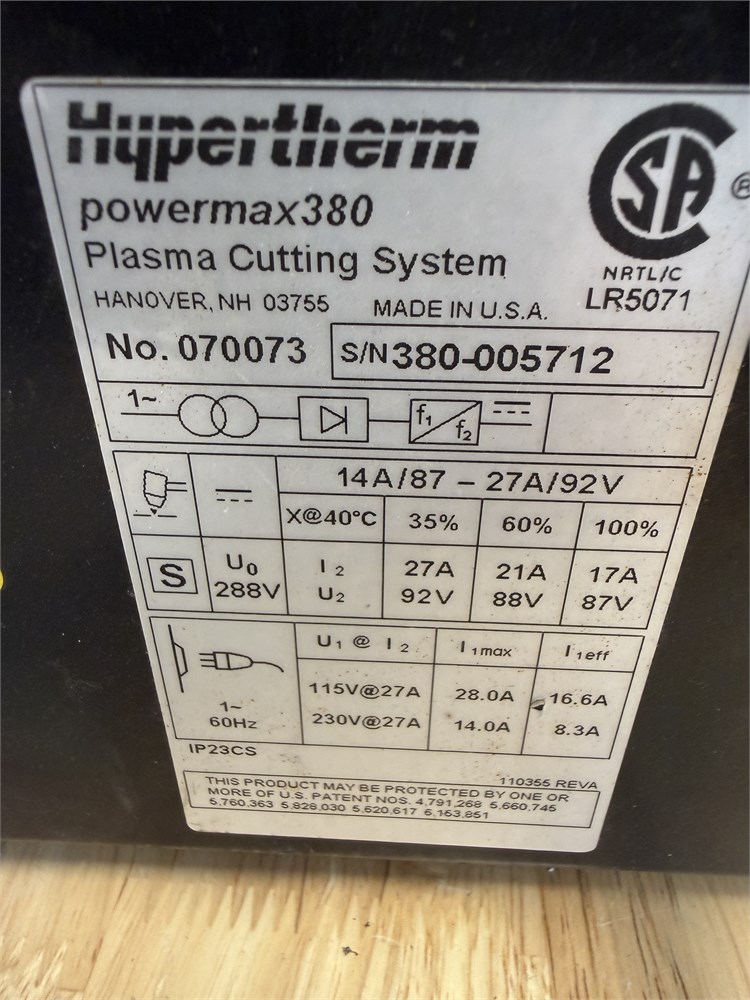 Hypertherm
powermax380
Plasma Cutting System
HANOVER, NH 03755 MADE IN U.S.A.
SA ®
NRTL/C
LR5071
No. 070073 S/N 380-005712
1~ f1 f2
14A/87 – 27A/92V
X@40°C 35% 60% 100%
S U0 I2 27A 21A 17A
288V U2 92V 88V 87V
U1 @ I2 I1max I1eff
115V@27A 28.0A 16.6A
1~
60Hz 230V@27A 14.0A 8.3A
IP23CS
110355 REVA
THIS PRODUCT MAY BE PROTECTED BY ONE OR
MORE OF U.S. PATENT NOS. 4,791,268 5,660,745
5,760,363 5,828,030 5,620,617 6,153,851